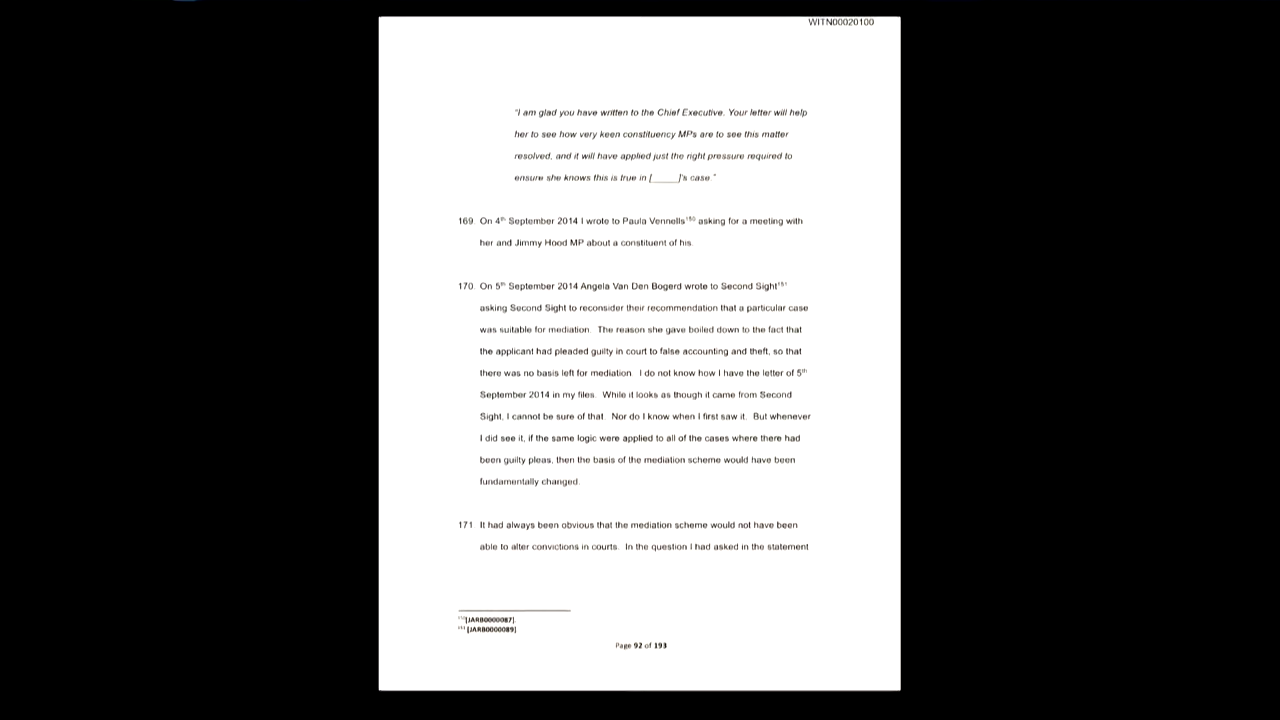 WITN00020100
"I am glad you have written to the Chief Executive. Your letter will help
her to see how very keen constituency MPs are to see this matter
resolved, and it will have applied just the right pressure required to
ensure she knows this is true in [_____]'s case."
169 On 4th September 2014 I wrote to Paula Vennells150 asking for a meeting with
her and Jimmy Hood MP about a constituent of his.
170. On 5th September 2014 Angela Van Den Bogerd wrote to Second Sight151
asking Second Sight to reconsider their recommendation that a particular case
was suitable for mediation. The reason she gave boiled down to the fact that
the applicant had pleaded guilty in court to false accounting and theft, so that
there was no basis left for mediation. I do not know how I have the letter of 5th
September 2014 in my files. While it looks as though it came from Second
Sight, I cannot be sure of that. Nor do I know when I first saw it. But whenever
I did see it, if the same logic were applied to all of the cases where there had
been guilty pleas, then the basis of the mediation scheme would have been
fundamentally changed.
171 It had always been obvious that the mediation scheme would not have been
able to alter convictions in courts. In the question I had asked in the statement
150 [JARB0000087].
151 [JARB0000089]
Page 92 of 193